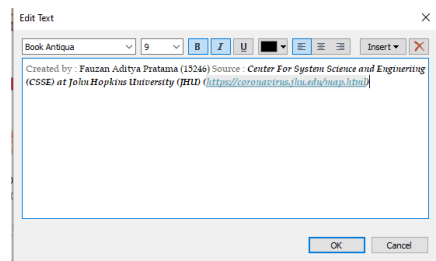 Edit Text
Book Antiqua 9 B I U Insert
Created by : Fauzan Aditya Pratama (15246) Source : Center For System Science and Engineriing
(CSSE) at John Hopkins University (JHU) (https://coronavirus.jhu.edu/map.html)
OK Cancel